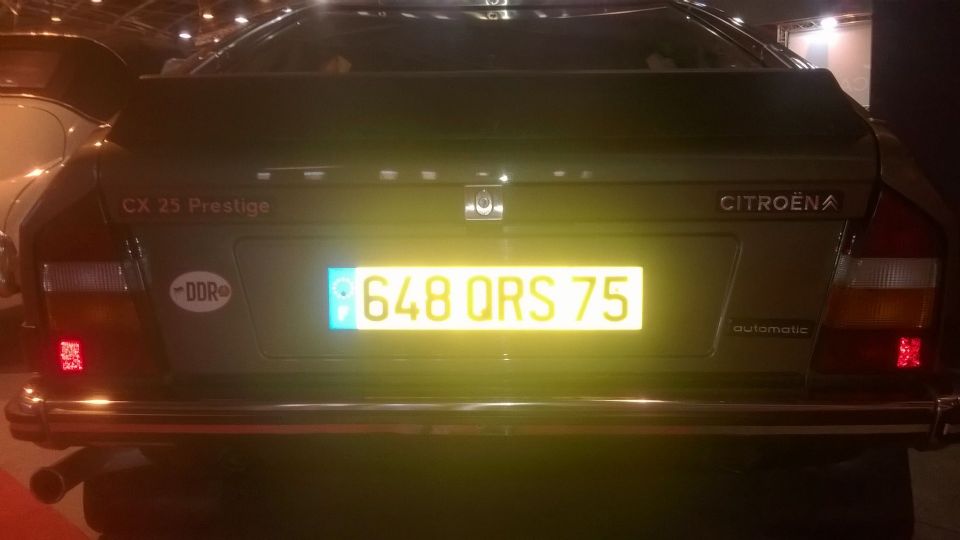 CX 25 Prestige
CITROËN
DDR
F
648 QRS 75
automatic